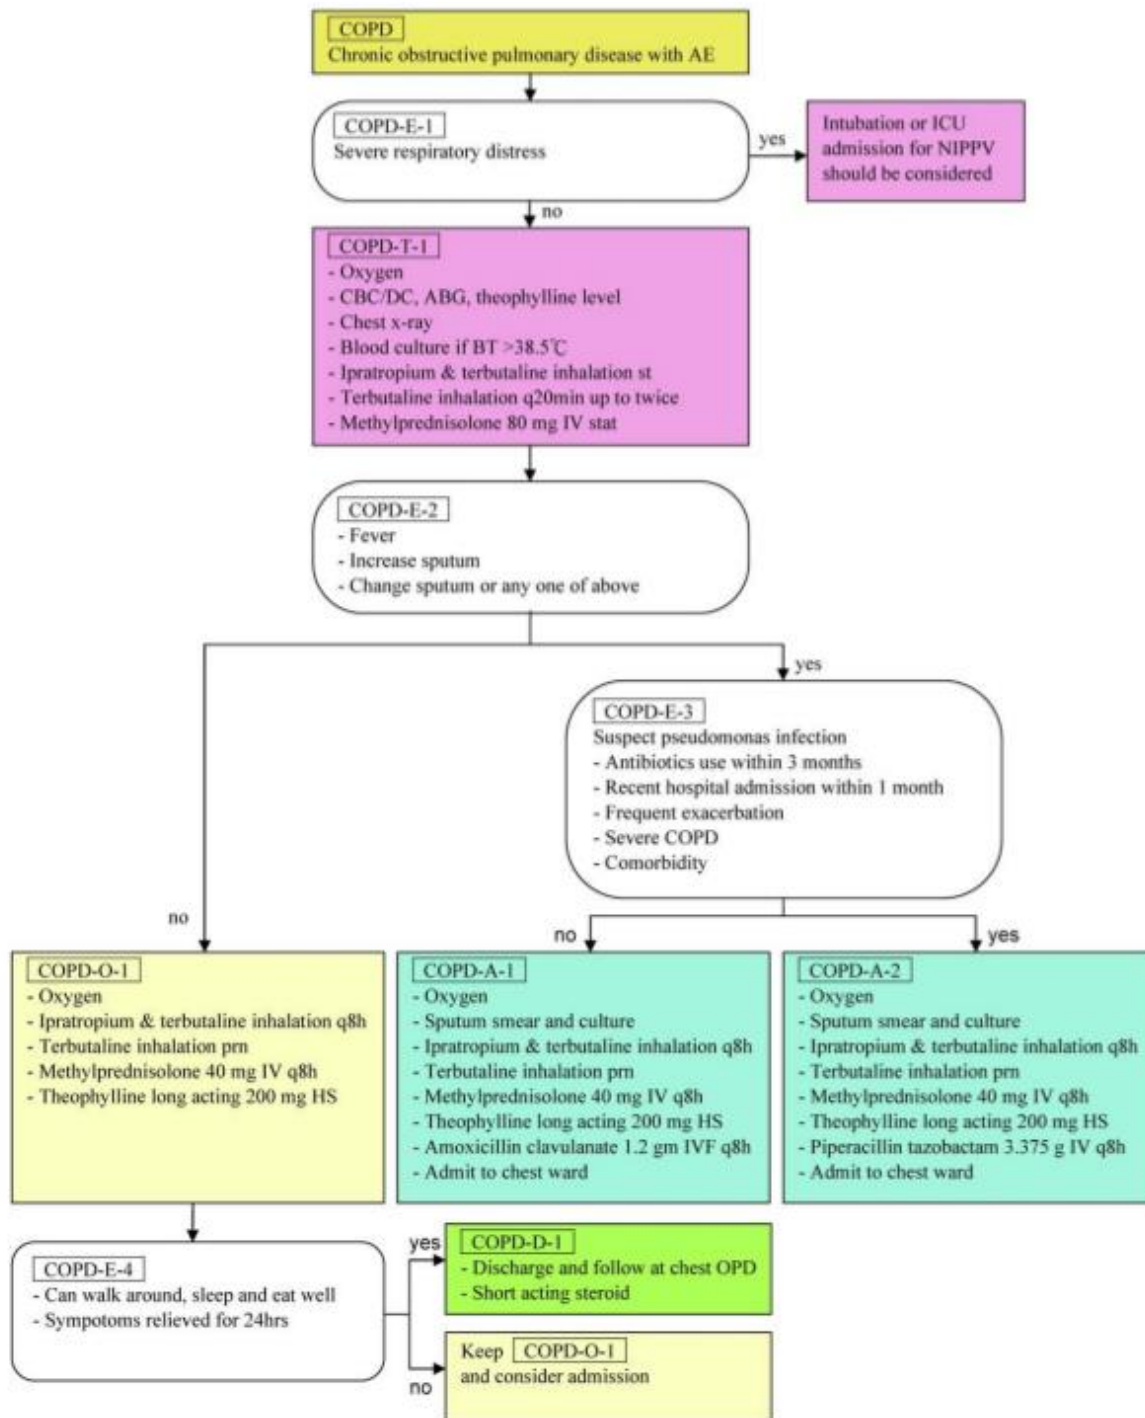 COPD
Chronic obstructive pulmonary disease with AE
COPD-E-1
Severe respiratory distress
yes
Intubation or ICU
admission for NIPPV
should be considered
no
COPD-T-1
- Oxygen
- CBC/DC, ABG, theophylline level
- Chest x-ray
- Blood culture if BT >38.5℃
- Ipratropium & terbutaline inhalation st
- Terbutaline inhalation q20min up to twice
- Methylprednisolone 80 mg IV stat
COPD-E-2
- Fever
- Increase sputum
- Change sputum or any one of above
yes
COPD-E-3
Suspect pseudomonas infection
- Antibiotics use within 3 months
- Recent hospital admission within 1 month
- Frequent exacerbation
- Severe COPD
- Comorbidity
no
no
yes
COPD-O-1
- Oxygen
- Ipratropium & terbutaline inhalation q8h
- Terbutaline inhalation prn
- Methylprednisolone 40 mg IV q8h
- Theophylline long acting 200 mg HS
COPD-A-1
- Oxygen
- Sputum smear and culture
- Ipratropium & terbutaline inhalation q8h
- Terbutaline inhalation prn
- Methylprednisolone 40 mg IV q8h
- Theophylline long acting 200 mg HS
- Amoxicillin clavulanate 1.2 gm IVF q8h
- Admit to chest ward
COPD-A-2
- Oxygen
- Sputum smear and culture
- Ipratropium & terbutaline inhalation q8h
- Terbutaline inhalation prn
- Methylprednisolone 40 mg IV q8h
- Theophylline long acting 200 mg HS
- Piperacillin tazobactam 3.375 g IV q8h
- Admit to chest ward
COPD-E-4
- Can walk around, sleep and eat well
- Sympotoms relieved for 24hrs
yes
COPD-D-1
- Discharge and follow at chest OPD
- Short acting steroid
no
Keep COPD-O-1
and consider admission